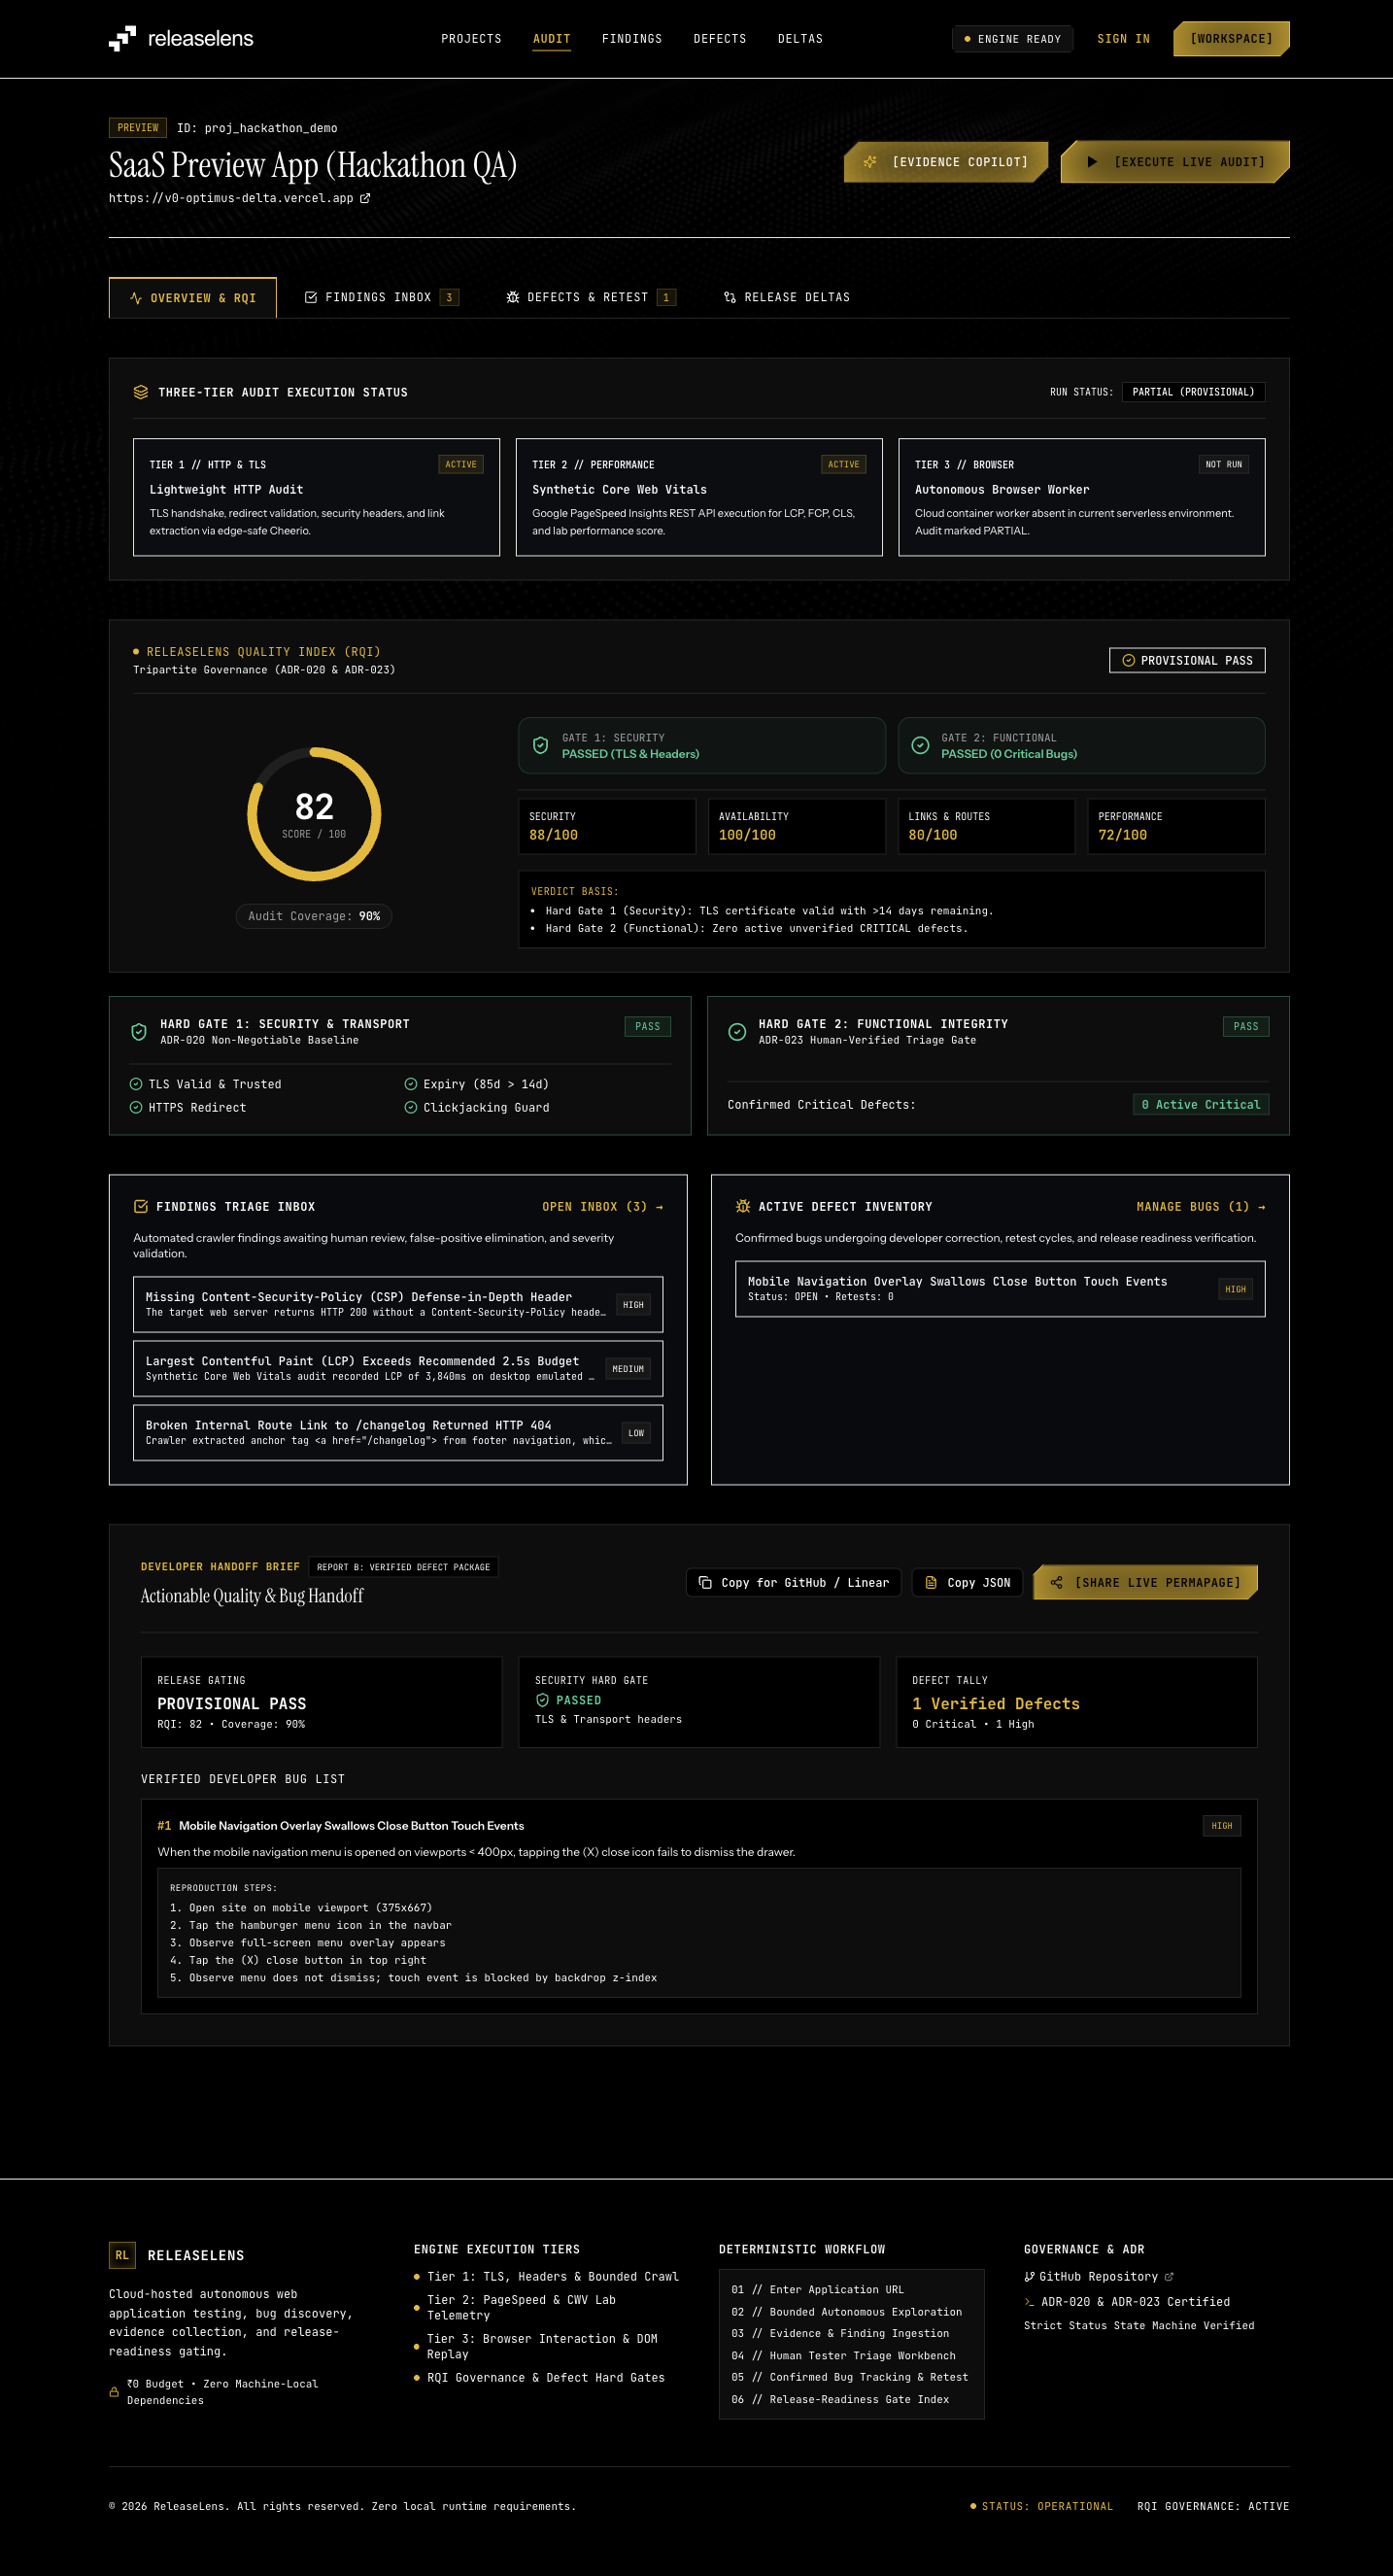 releaselens
PROJECTS
AUDIT
FINDINGS
DEFECTS
DELTAS
ENGINE READY
SIGN IN
[WORKSPACE]
PREVIEW
ID: proj_hackathon_demo
SaaS Preview App (Hackathon QA)
https://v0-optimus-delta.vercel.app
[EVIDENCE COPILOT]
[EXECUTE LIVE AUDIT]
OVERVIEW & RQI
FINDINGS INBOX 3
DEFECTS & RETEST 1
RELEASE DELTAS
THREE-TIER AUDIT EXECUTION STATUS
RUN STATUS: PARTIAL (PROVISIONAL)
TIER 1 // HTTP & TLS
ACTIVE
Lightweight HTTP Audit
TLS handshake, redirect validation, security headers, and link
extraction via edge-safe Cheerio.
TIER 2 // PERFORMANCE
ACTIVE
Synthetic Core Web Vitals
Google PageSpeed Insights REST API execution for LCP, FCP, CLS,
and lab performance score.
TIER 3 // BROWSER
NOT RUN
Autonomous Browser Worker
Cloud container worker absent in current serverless environment.
Audit marked PARTIAL.
RELEASELENS QUALITY INDEX (RQI)
Tripartite Governance (ADR-020 & ADR-023)
PROVISIONAL PASS
82
SCORE / 100
Audit Coverage: 90%
GATE 1: SECURITY
PASSED (TLS & Headers)
GATE 2: FUNCTIONAL
PASSED (0 Critical Bugs)
SECURITY
88/100
AVAILABILITY
100/100
LINKS & ROUTES
80/100
PERFORMANCE
72/100
VERDICT BASIS:
• Hard Gate 1 (Security): TLS certificate valid with >14 days remaining.
• Hard Gate 2 (Functional): Zero active unverified CRITICAL defects.
HARD GATE 1: SECURITY & TRANSPORT
ADR-020 Non-Negotiable Baseline
PASS
TLS Valid & Trusted
Expiry (85d > 14d)
HTTPS Redirect
Clickjacking Guard
HARD GATE 2: FUNCTIONAL INTEGRITY
ADR-023 Human-Verified Triage Gate
PASS
Confirmed Critical Defects:
0 Active Critical
FINDINGS TRIAGE INBOX
OPEN INBOX (3) →
Automated crawler findings awaiting human review, false-positive elimination, and severity
validation.
Missing Content-Security-Policy (CSP) Defense-in-Depth Header
The target web server returns HTTP 200 without a Content-Security-Policy heade…
HIGH
Largest Contentful Paint (LCP) Exceeds Recommended 2.5s Budget
Synthetic Core Web Vitals audit recorded LCP of 3,840ms on desktop emulated …
MEDIUM
Broken Internal Route Link to /changelog Returned HTTP 404
Crawler extracted anchor tag <a href="/changelog"> from footer navigation, whic…
LOW
ACTIVE DEFECT INVENTORY
MANAGE BUGS (1) →
Confirmed bugs undergoing developer correction, retest cycles, and release readiness verification.
Mobile Navigation Overlay Swallows Close Button Touch Events
Status: OPEN • Retests: 0
HIGH
DEVELOPER HANDOFF BRIEF
REPORT B: VERIFIED DEFECT PACKAGE
Actionable Quality & Bug Handoff
Copy for GitHub / Linear
Copy JSON
[SHARE LIVE PERMAPAGE]
RELEASE GATING
PROVISIONAL PASS
RQI: 82 • Coverage: 90%
SECURITY HARD GATE
PASSED
TLS & Transport headers
DEFECT TALLY
1 Verified Defects
0 Critical • 1 High
VERIFIED DEVELOPER BUG LIST
#1 Mobile Navigation Overlay Swallows Close Button Touch Events
HIGH
When the mobile navigation menu is opened on viewports < 400px, tapping the (X) close icon fails to dismiss the drawer.
REPRODUCTION STEPS:
1. Open site on mobile viewport (375x667)
2. Tap the hamburger menu icon in the navbar
3. Observe full-screen menu overlay appears
4. Tap the (X) close button in top right
5. Observe menu does not dismiss; touch event is blocked by backdrop z-index
RL RELEASELENS
Cloud-hosted autonomous web
application testing, bug discovery,
evidence collection, and release-
readiness gating.
₹0 Budget • Zero Machine-Local
Dependencies
ENGINE EXECUTION TIERS
Tier 1: TLS, Headers & Bounded Crawl
Tier 2: PageSpeed & CWV Lab
Telemetry
Tier 3: Browser Interaction & DOM
Replay
RQI Governance & Defect Hard Gates
DETERMINISTIC WORKFLOW
01 // Enter Application URL
02 // Bounded Autonomous Exploration
03 // Evidence & Finding Ingestion
04 // Human Tester Triage Workbench
05 // Confirmed Bug Tracking & Retest
06 // Release-Readiness Gate Index
GOVERNANCE & ADR
GitHub Repository
ADR-020 & ADR-023 Certified
Strict Status State Machine Verified
© 2026 ReleaseLens. All rights reserved. Zero local runtime requirements.
STATUS: OPERATIONAL
RQI GOVERNANCE: ACTIVE